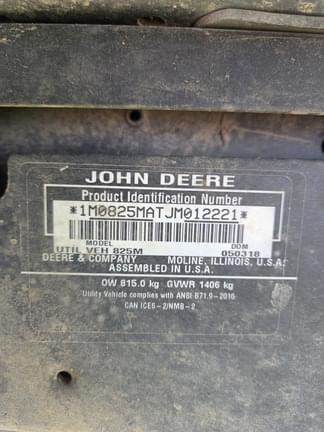 JOHN DEERE
Product Identification Number
*1M0825MATJM012221*
MODEL DOM
UTIL VEH 825M 050318
DEERE & COMPANY MOLINE, ILLINOIS, U.S.A.
ASSEMBLED IN U.S.A.
OW 815.0 kg GVWR 1406 kg
Utility Vehicle complies with ANSI B71.9-2016
CAN ICES-2/NMB-2